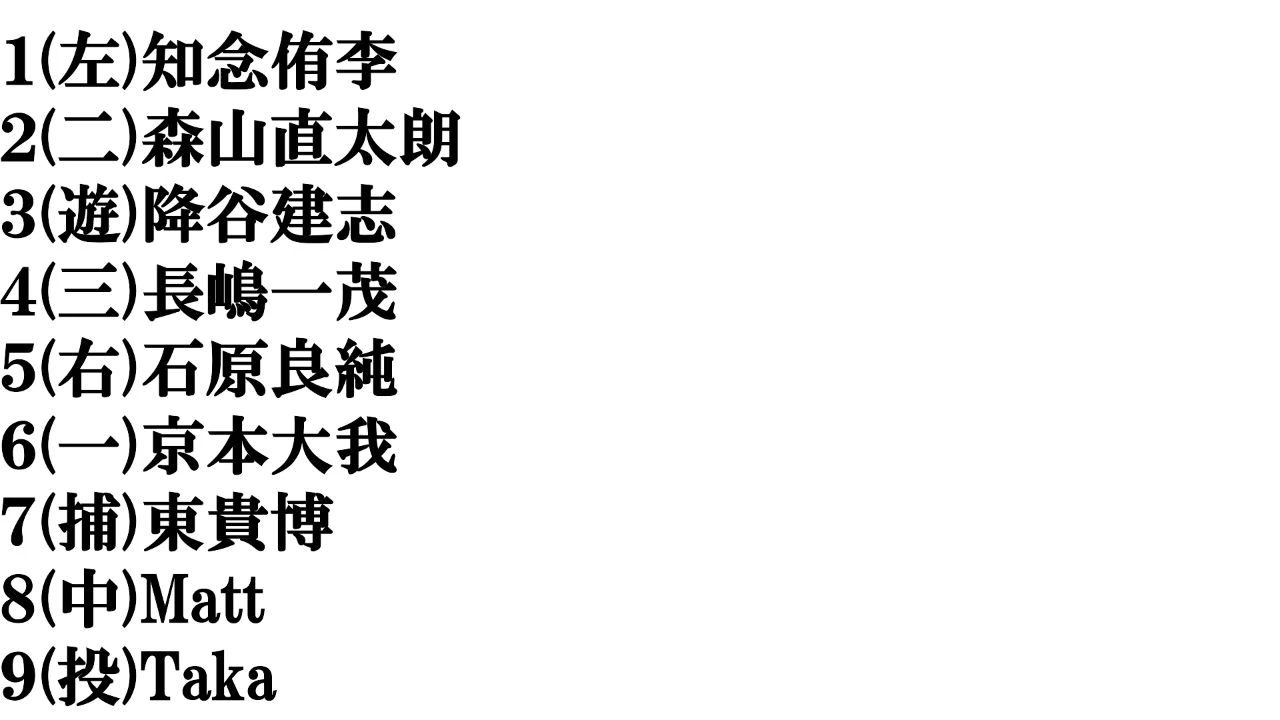 1(左)知念侑李
2(二)森山直太朗
3(遊)降谷建志
4(三)長嶋一茂
5(右)石原良純
6(一)京本大我
7(捕)東貴博
8(中)Matt
9(投)Taka